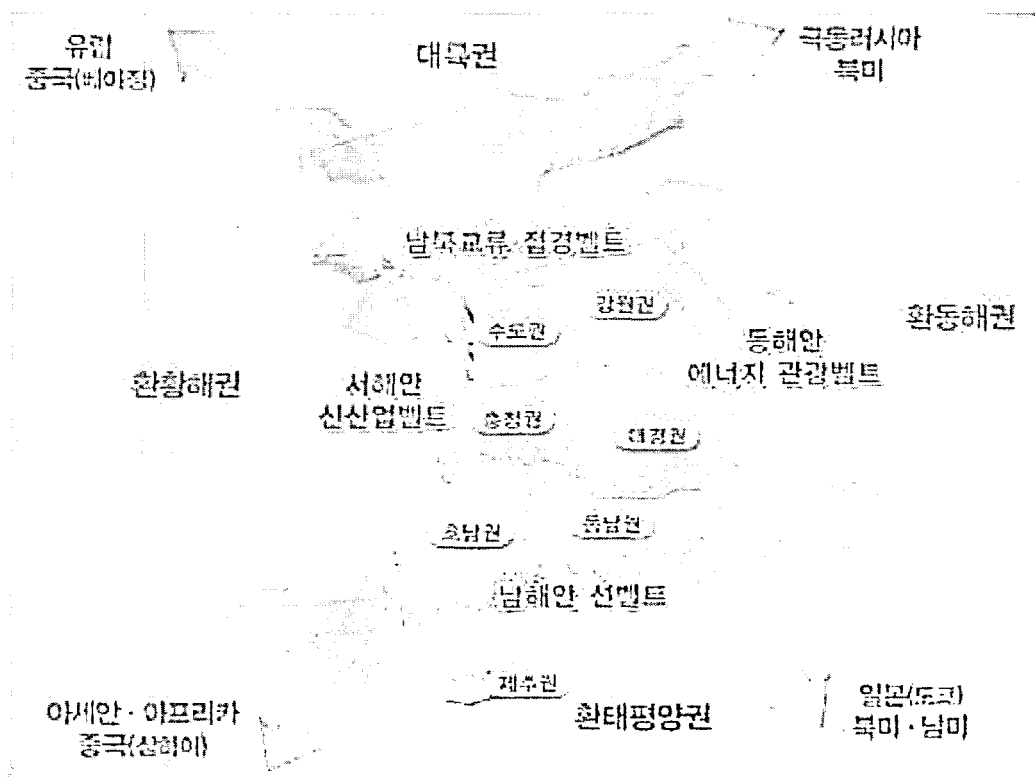 유럽
중국(베이징)
대륙권
극동러시아
북미
남북교류 접경벨트
강원권
수도권
환동해권
동해안
에너지 관광벨트
환황해권
서해안
신산업벨트
충청권
대경권
호남권
동남권
남해안 선벨트
제주권
아세안 · 아프리카
중국(상하이)
환태평양권
일본(도쿄)
북미 · 남미